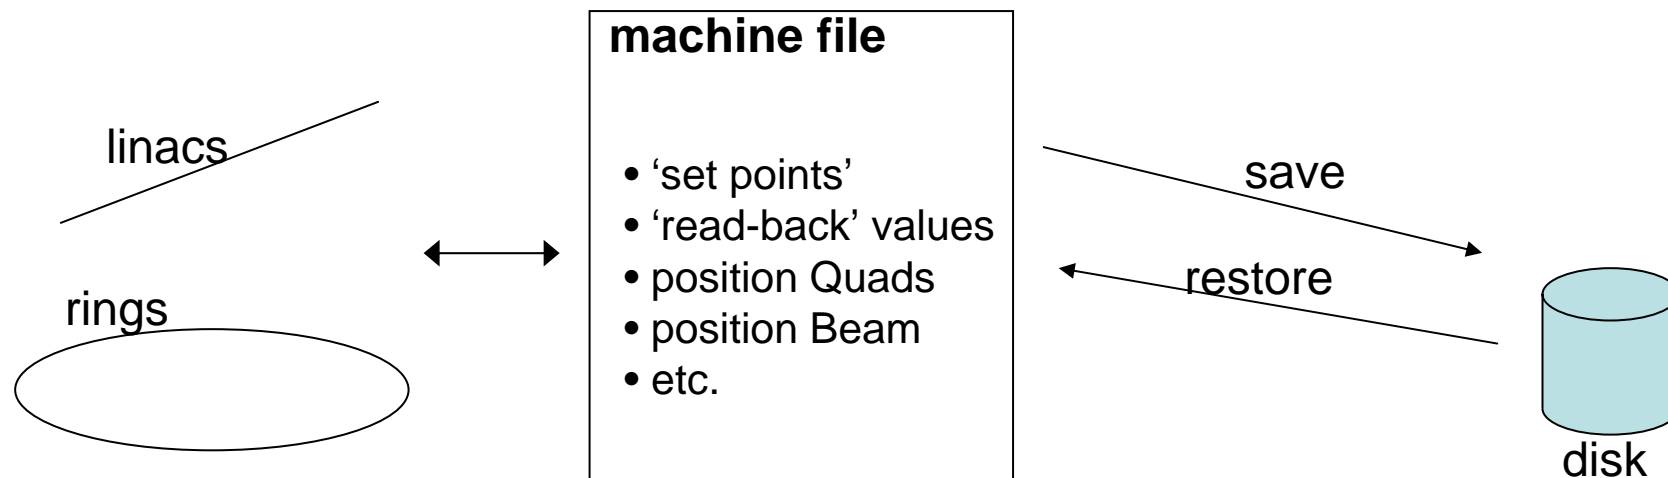 linacs
rings
machine file
• ‘set points’
• ‘read-back’ values
• position Quads
• position Beam
• etc.
save
restore
disk